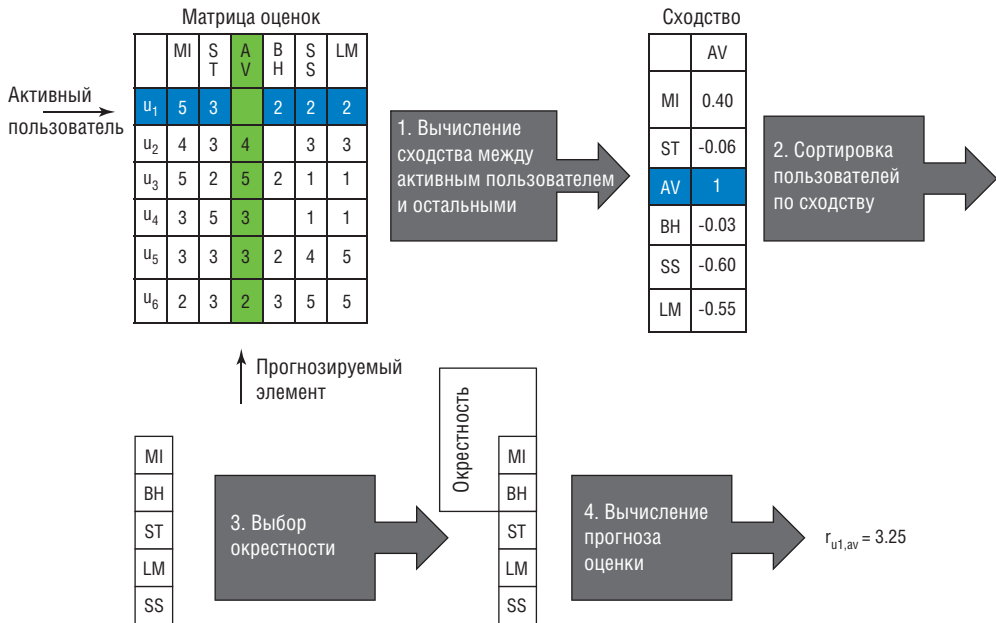 Матрица оценок
MI S T A V B H S S LM
Активный пользователь
u1 5 3 2 2 2
u2 4 3 4 3 3
u3 5 2 5 2 1 1
u4 3 5 3 1 1
u5 3 3 3 2 4 5
u6 2 3 2 3 5 5
Прогнозируемый
элемент
1. Вычисление
сходства между
активным пользователем
и остальными
Сходство
AV
MI 0.40
ST -0.06
AV 1
BH -0.03
SS -0.60
LM -0.55
2. Сортировка
пользователей
по сходству
MI
BH
ST
LM
SS
3. Выбор
окрестности
Окрестность
MI
BH
ST
LM
SS
4. Вычисление
прогноза
оценки
ru1,av = 3.25